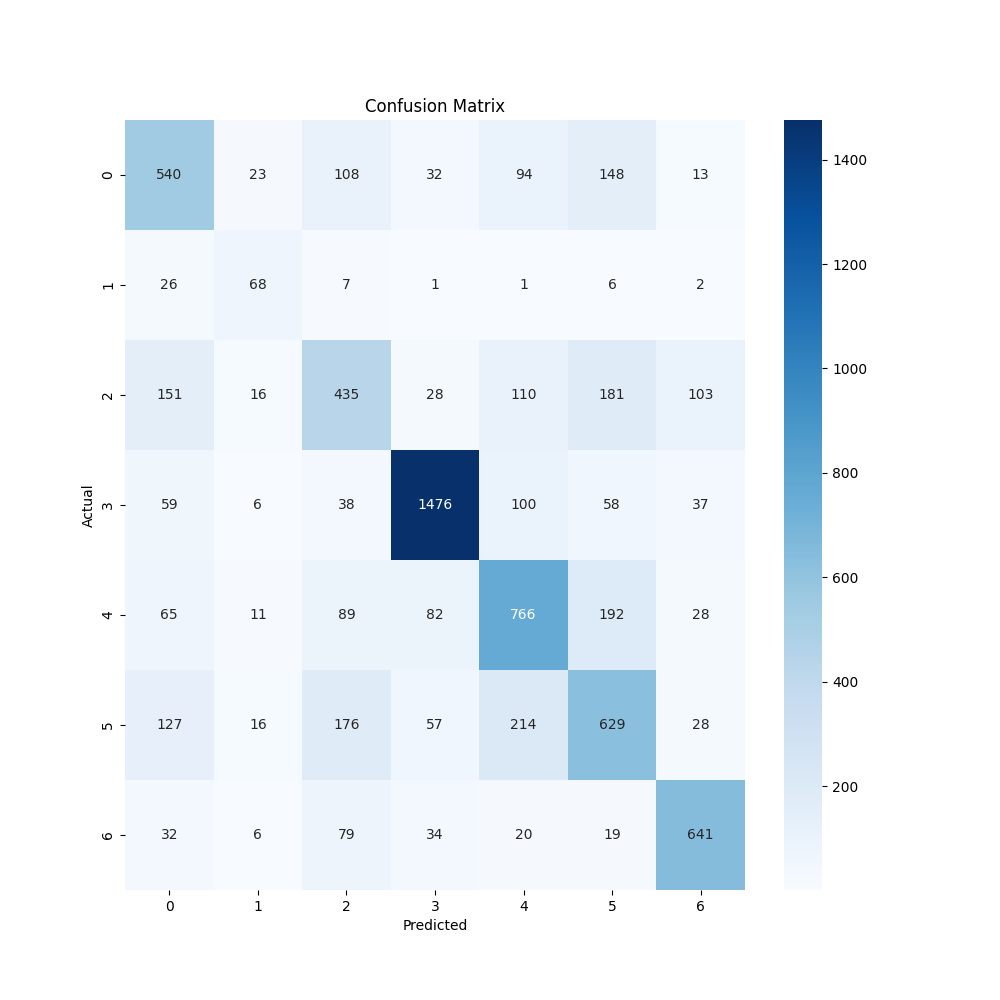 Confusion Matrix
0 540 23 108 32 94 148 13
1 26 68 7 1 1 6 2
2 151 16 435 28 110 181 103
3 59 6 38 1476 100 58 37
4 65 11 89 82 766 192 28
5 127 16 176 57 214 629 28
6 32 6 79 34 20 19 641
0 1 2 3 4 5 6
Actual
Predicted
1400
1200
1000
800
600
400
200